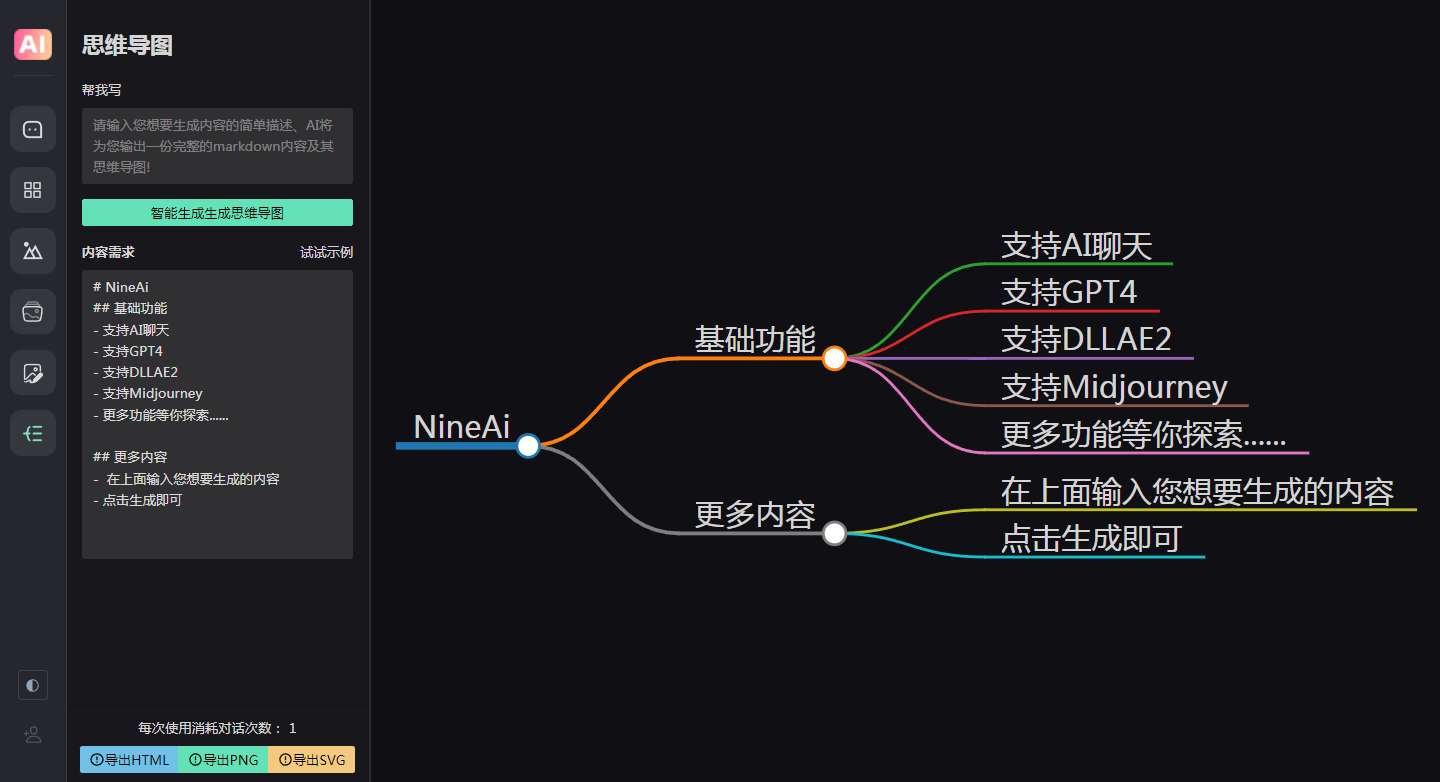 AI
思维导图
帮我写
请输入您想要生成内容的简单描述、AI将
为您输出一份完整的markdown内容及其
思维导图!
智能生成生成思维导图
内容需求 试试示例
# NineAi
## 基础功能
- 支持AI聊天
- 支持GPT4
- 支持DLLAE2
- 支持Midjourney
- 更多功能等你探索......
## 更多内容
- 在上面输入您想要生成的内容
- 点击生成即可
每次使用消耗对话次数： 1
导出HTML 导出PNG 导出SVG
NineAi
基础功能
支持AI聊天
支持GPT4
支持DLLAE2
支持Midjourney
更多功能等你探索......
更多内容
在上面输入您想要生成的内容
点击生成即可